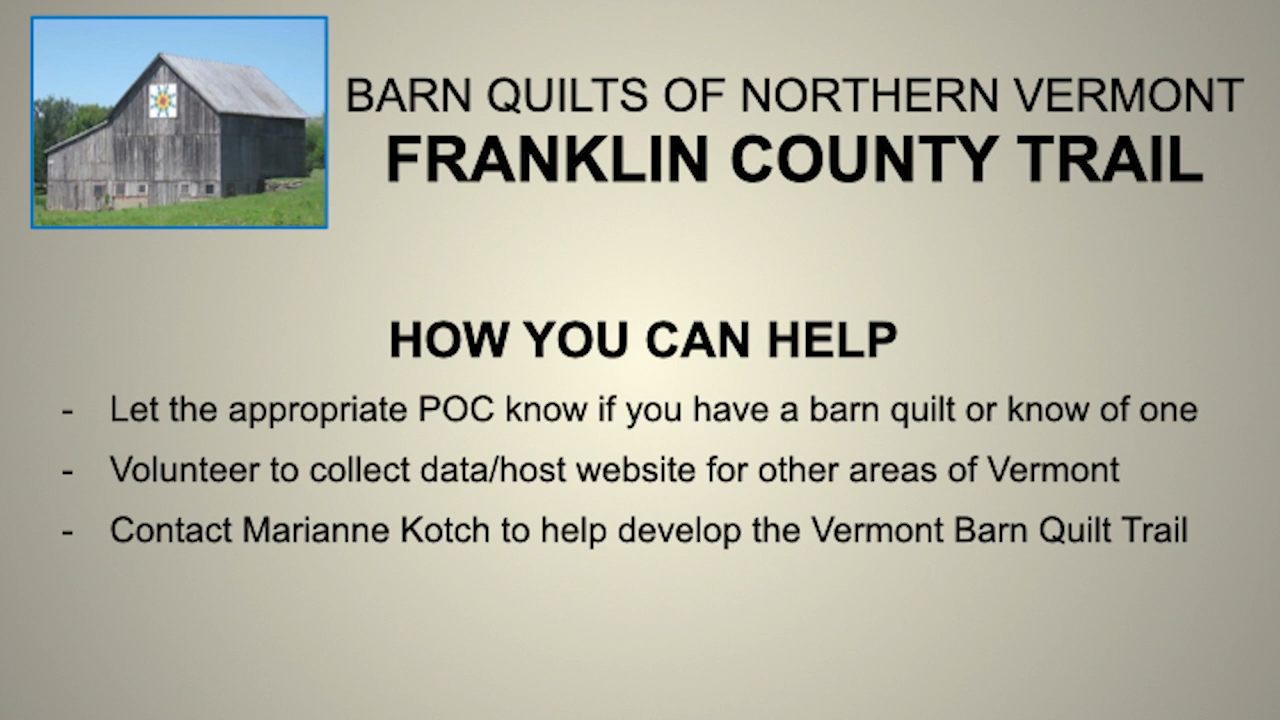 BARN QUILTS OF NORTHERN VERMONT
FRANKLIN COUNTY TRAIL
HOW YOU CAN HELP
- Let the appropriate POC know if you have a barn quilt or know of one
- Volunteer to collect data/host website for other areas of Vermont
- Contact Marianne Kotch to help develop the Vermont Barn Quilt Trail